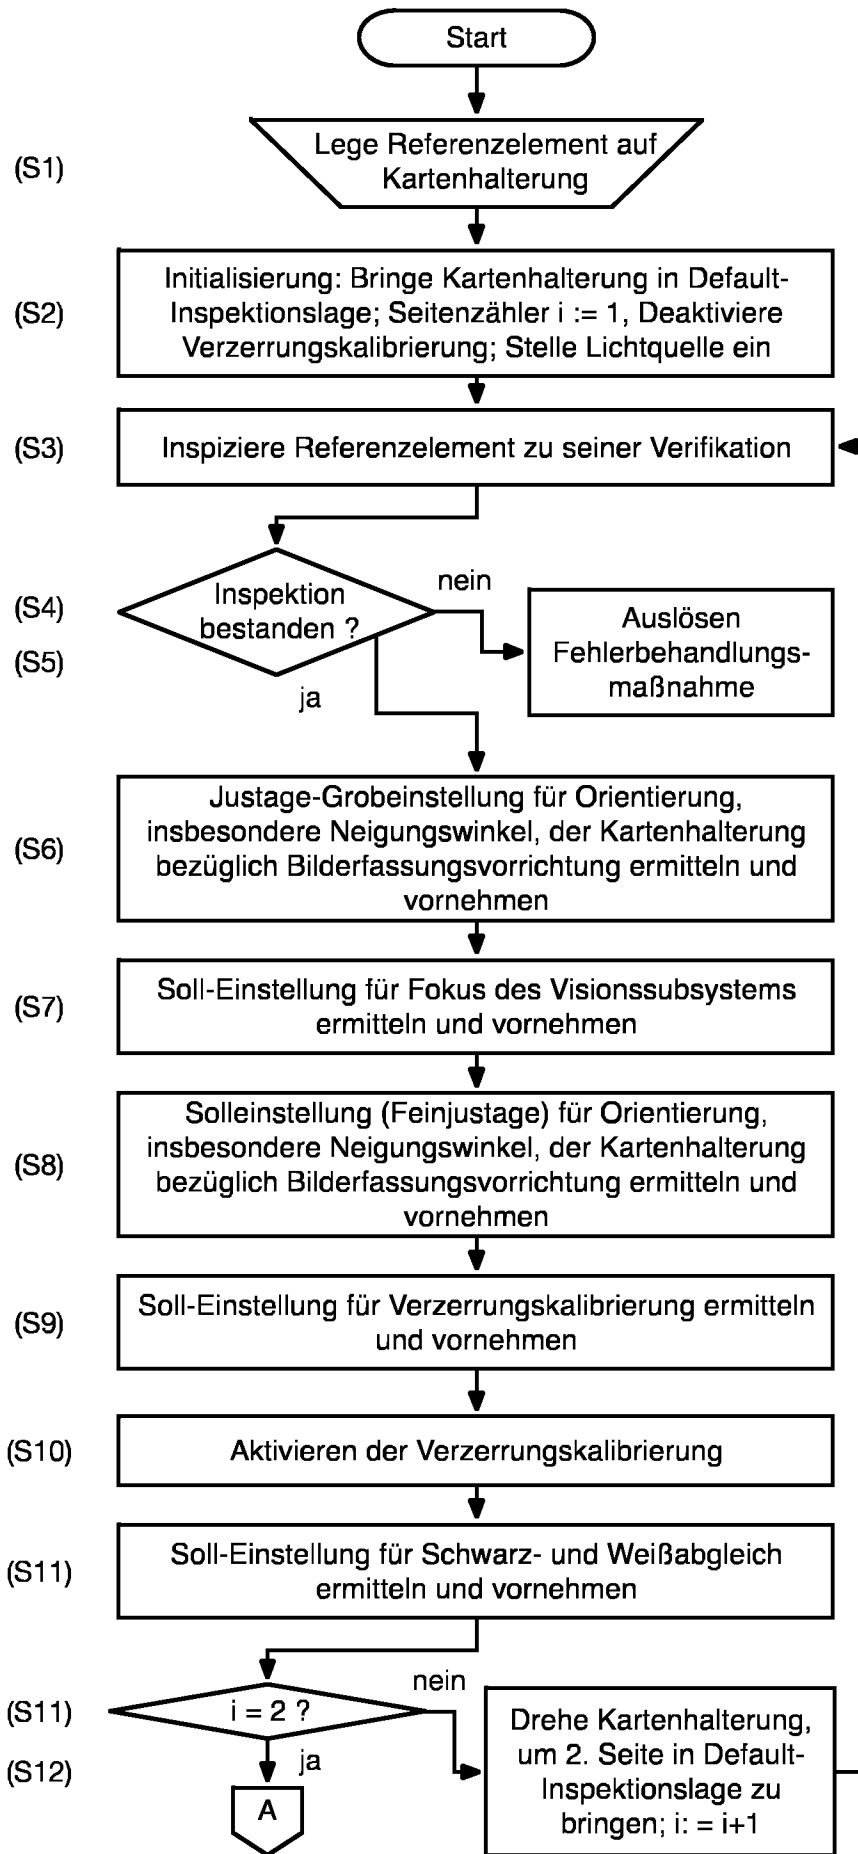 Start
(S1)
Lege Referenzelement auf
Kartenhalterung
(S2)
Initialisierung: Bringe Kartenhalterung in Default-
Inspektionslage; Seitenzähler i := 1, Deaktiviere
Verzerrungskalibrierung; Stelle Lichtquelle ein
(S3)
Inspiziere Referenzelement zu seiner Verifikation
(S4)
Inspektion
bestanden ?
nein
ja
(S5)
Auslösen
Fehlerbehandlungs-
maßnahme
(S6)
Justage-Grobeinstellung für Orientierung,
insbesondere Neigungswinkel, der Kartenhalterung
bezüglich Bilderfassungsvorrichtung ermitteln und
vornehmen
(S7)
Soll-Einstellung für Fokus des Visionssubsystems
ermitteln und vornehmen
(S8)
Solleinstellung (Feinjustage) für Orientierung,
insbesondere Neigungswinkel, der Kartenhalterung
bezüglich Bilderfassungsvorrichtung ermitteln und
vornehmen
(S9)
Soll-Einstellung für Verzerrungskalibrierung ermitteln
und vornehmen
(S10)
Aktivieren der Verzerrungskalibrierung
(S11)
Soll-Einstellung für Schwarz- und Weißabgleich
ermitteln und vornehmen
(S11)
i = 2 ?
nein
ja
(S12)
Drehe Kartenhalterung,
um 2. Seite in Default-
Inspektionslage zu
bringen; i: = i+1
A